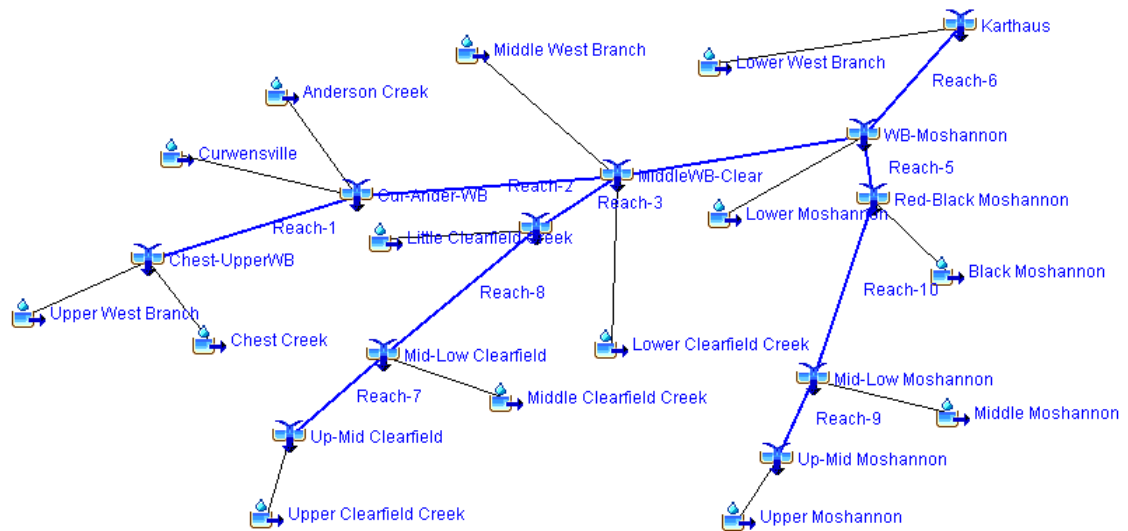 Karthaus
Middle West Branch
Lower West Branch
Reach-6
Anderson Creek
WB-Moshannon
Curwensville
Reach-5
MiddleWB-Clear
Reach-2
Cur-Ander-WB
Reach-3
Red-Black Moshannon
Lower Moshannon
Reach-1
Little Clearfield Creek
Chest-UpperWB
Black Moshannon
Reach-8
Reach-10
Upper West Branch
Chest Creek
Lower Clearfield Creek
Mid-Low Clearfield
Mid-Low Moshannon
Reach-7
Middle Clearfield Creek
Middle Moshannon
Reach-9
Up-Mid Clearfield
Up-Mid Moshannon
Upper Clearfield Creek
Upper Moshannon